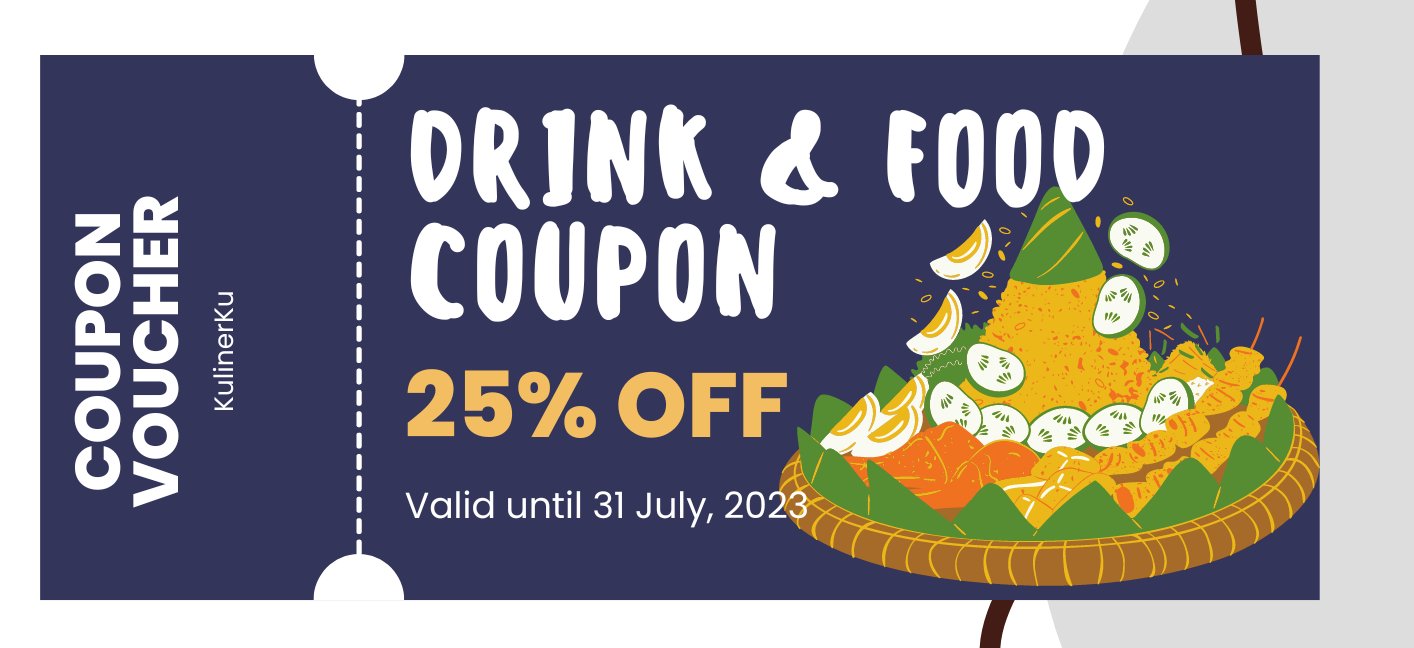 COUPON
VOUCHER
KulinerKu
DRINK & FOOD
COUPON
25% OFF
Valid until 31 July, 2023